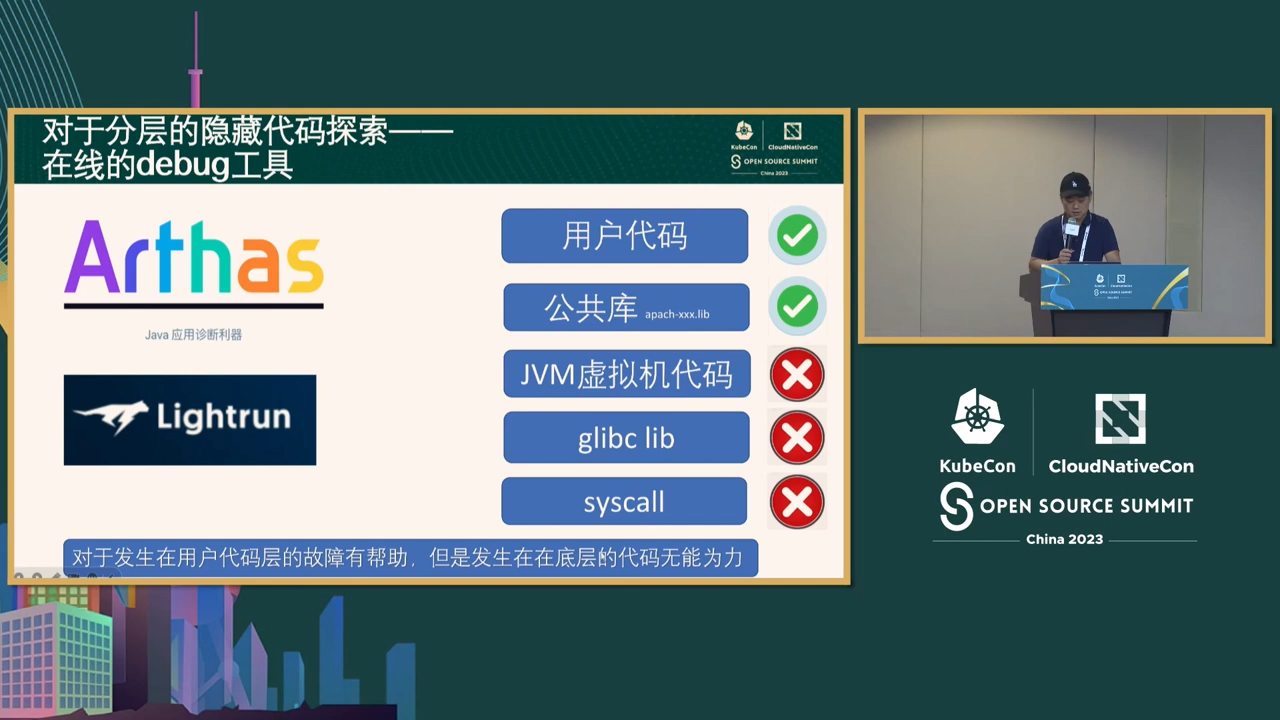 对于分层的隐藏代码探索——
在线的debug工具
KubeCon
CloudNativeCon
OPEN SOURCE SUMMIT
China 2023
Arthas
Java 应用诊断利器
Lightrun
用户代码
公共库 apach-xxx.lib
JVM虚拟机代码
glibc lib
syscall
对于发生在用户代码层的故障有帮助，但是发生在在底层的代码无能为力
KubeCon
CloudNativeCon
OPEN SOURCE SUMMIT
China 2023